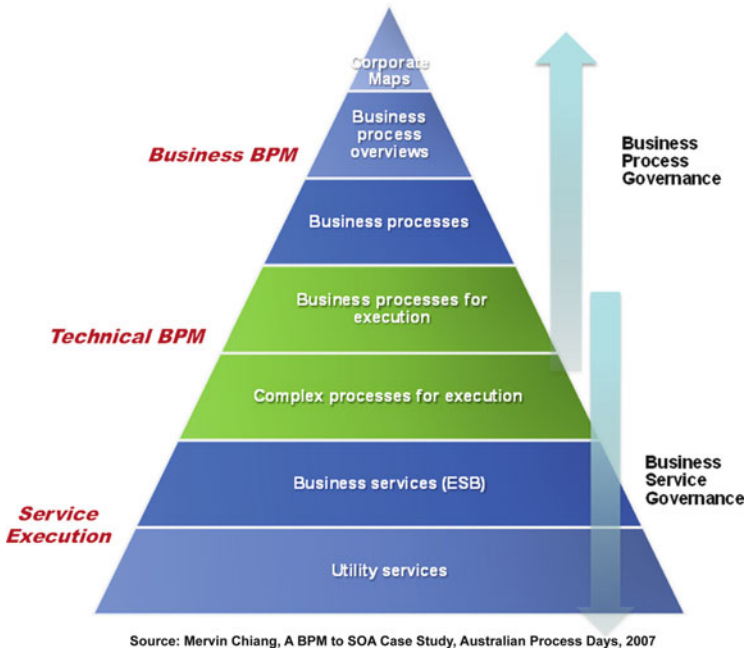 Corporate
Maps
Business
process
overviews
Business BPM
Business
Process
Governance
Business processes
Business processes for
execution
Technical BPM
Complex processes for execution
Business services (ESB)
Business
Service
Governance
Service
Execution
Utility services
Source: Mervin Chiang, A BPM to SOA Case Study, Australian Process Days, 2007